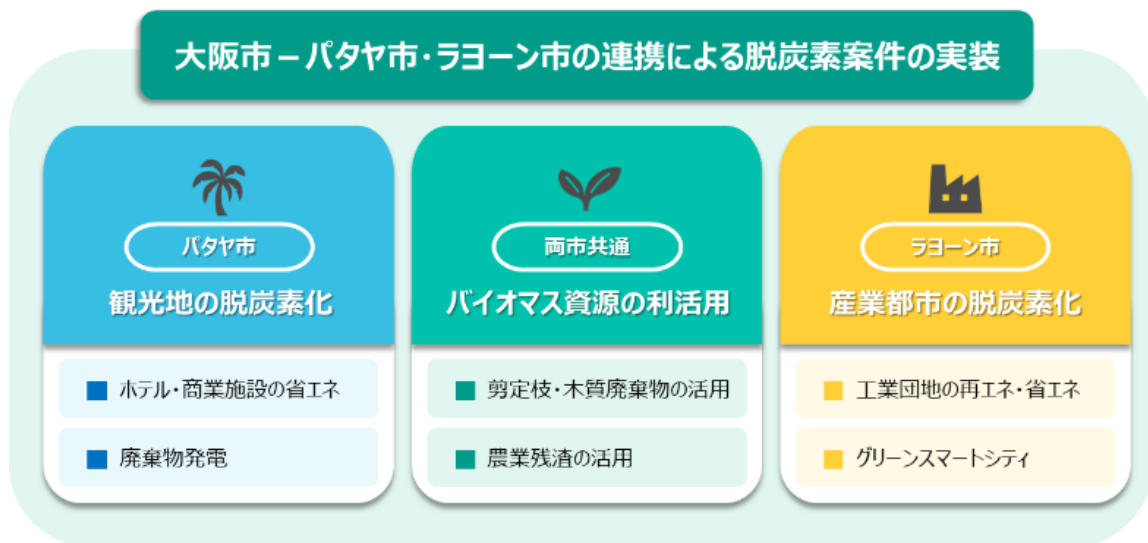 大阪市－パタヤ市・ラヨーン市の連携による脱炭素案件の実装
パタヤ市
観光地の脱炭素化
■ ホテル・商業施設の省エネ
■ 廃棄物発電
両市共通
バイオマス資源の利活用
■ 剪定枝・木質廃棄物の活用
■ 農業残渣の活用
ラヨーン市
産業都市の脱炭素化
■ 工業団地の再エネ・省エネ
■ グリーンスマートシティ